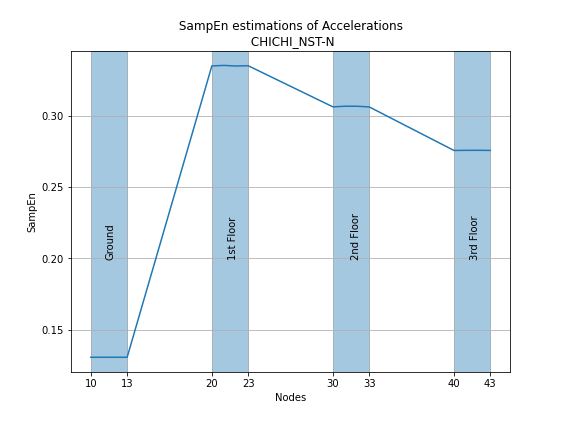 SampEn estimations of Accelerations
CHICHI_NST-N
SampEn
0.30
0.25
0.20
0.15
Ground
1st Floor
2nd Floor
3rd Floor
10 13 20 23 30 33 40 43
Nodes